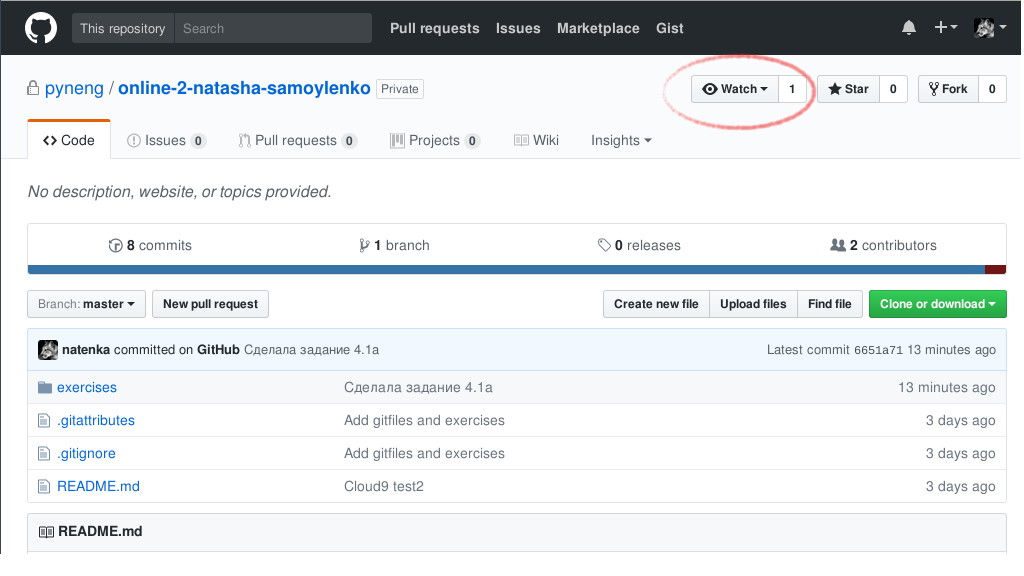 This repository Search Pull requests Issues Marketplace Gist
pyneng / online-2-natasha-samoylenko Private Watch 1 Star 0 Fork 0
Code Issues 0 Pull requests 0 Projects 0 Wiki Insights
No description, website, or topics provided.
8 commits 1 branch 0 releases 2 contributors
Branch: master New pull request Create new file Upload files Find file Clone or download
natenka committed on GitHub Сделала задание 4.1a Latest commit 6651a71 13 minutes ago
exercises Сделала задание 4.1a 13 minutes ago
.gitattributes Add gitfiles and exercises 3 days ago
.gitignore Add gitfiles and exercises 3 days ago
README.md Cloud9 test2 3 days ago
README.md